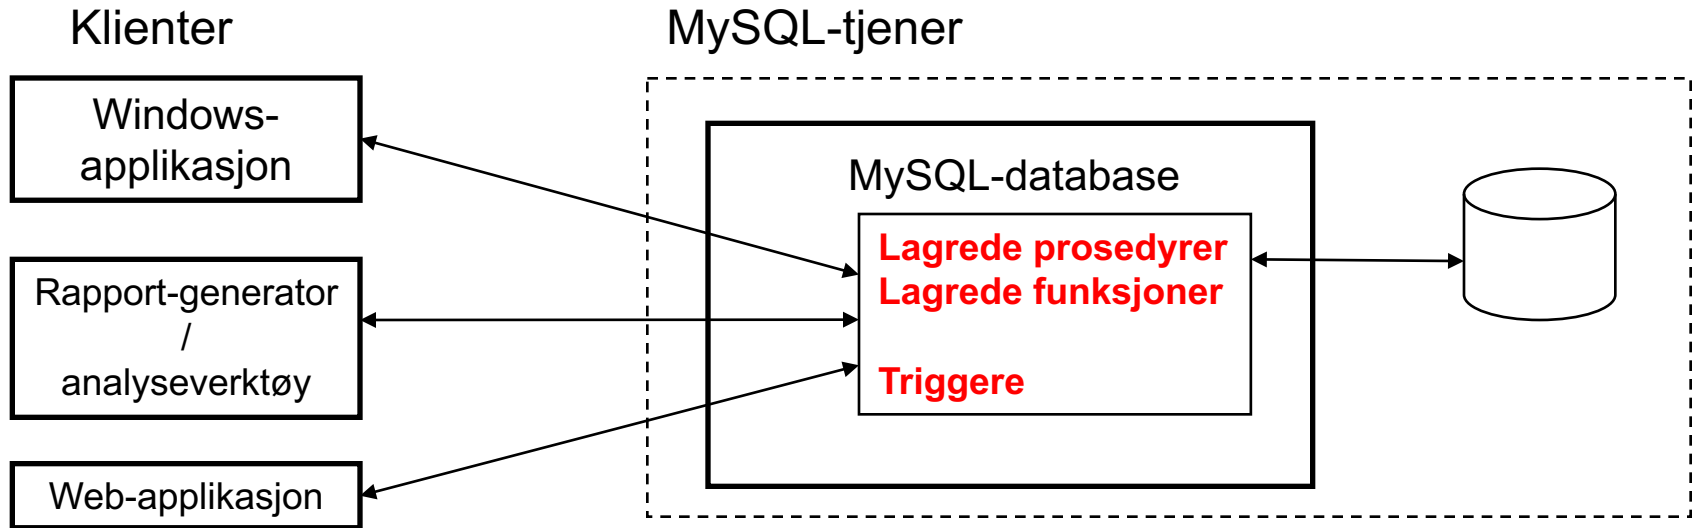 Klienter
MySQL-tjener
Windows-
applikasjon
Rapport-generator
/
analyseverktøy
Web-applikasjon
MySQL-database
Lagrede prosedyrer
Lagrede funksjoner
Triggere